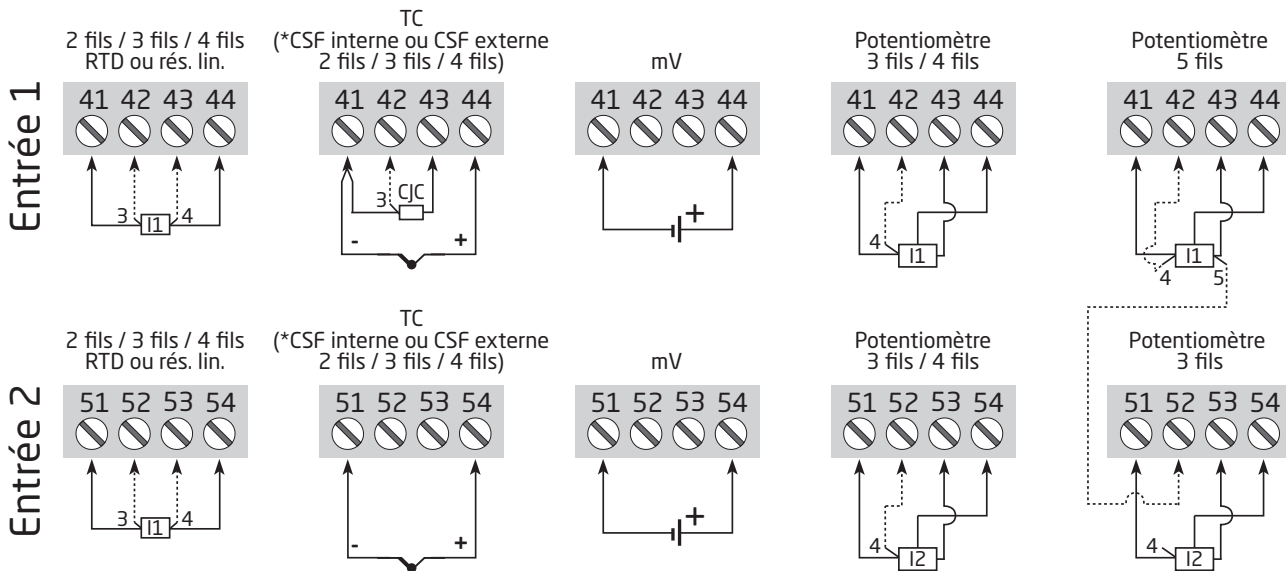 Entrée 1
2 fils / 3 fils / 4 fils
RTD ou rés. lin.
41 42 43 44
3 I1 4
TC
(*CSF interne ou CSF externe
2 fils / 3 fils / 4 fils)
41 42 43 44
3 CJC
- +
mV
41 42 43 44
+
Potentiomètre
3 fils / 4 fils
41 42 43 44
4 I1
Potentiomètre
5 fils
41 42 43 44
4 I1 5
Entrée 2
2 fils / 3 fils / 4 fils
RTD ou rés. lin.
51 52 53 54
3 I1 4
TC
(*CSF interne ou CSF externe
2 fils / 3 fils / 4 fils)
51 52 53 54
- +
mV
51 52 53 54
+
Potentiomètre
3 fils / 4 fils
51 52 53 54
4 I2
Potentiomètre
3 fils
51 52 53 54
4 I2